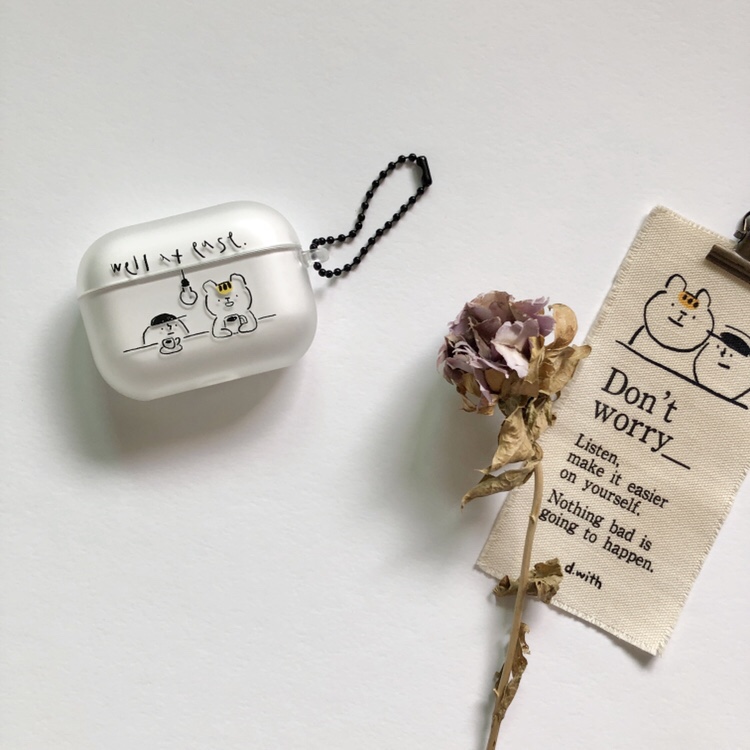 well at ease.
Don't
worry_
Listen,
make it easier
on yourself.
Nothing bad is
going to happen.
d.with